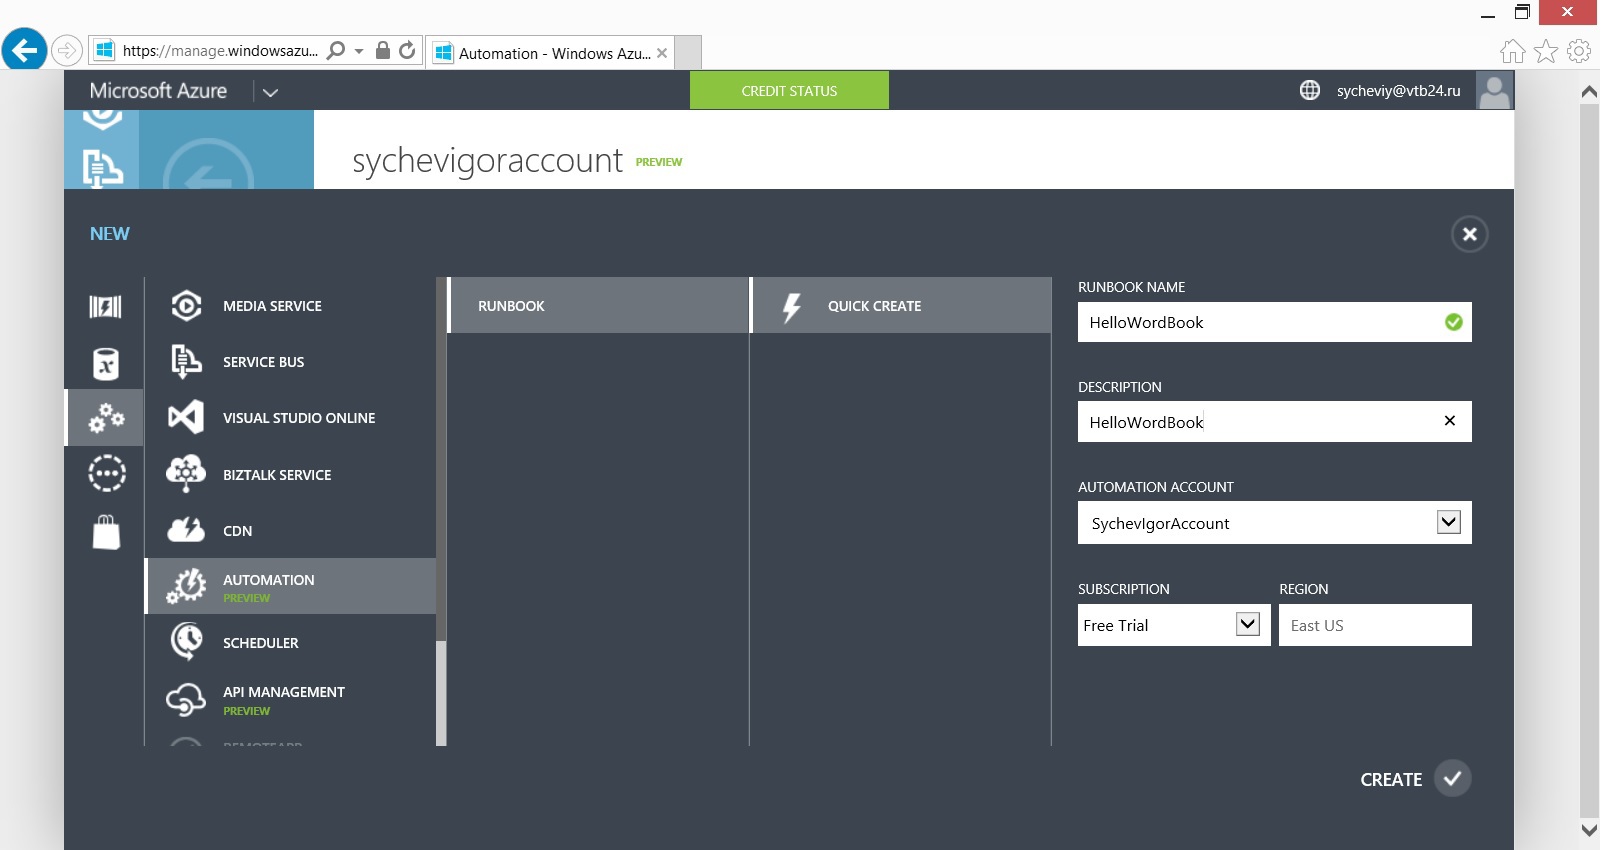 https://manage.windowsazu...
Automation - Windows Azu...
Microsoft Azure
CREDIT STATUS
sycheviy@vtb24.ru
sychevigoraccount PREVIEW
NEW
MEDIA SERVICE
SERVICE BUS
VISUAL STUDIO ONLINE
BIZTALK SERVICE
CDN
AUTOMATION
PREVIEW
SCHEDULER
API MANAGEMENT
PREVIEW
RUNBOOK
QUICK CREATE
RUNBOOK NAME
HelloWordBook
DESCRIPTION
HelloWordBook
AUTOMATION ACCOUNT
SychevIgorAccount
SUBSCRIPTION
Free Trial
REGION
East US
CREATE